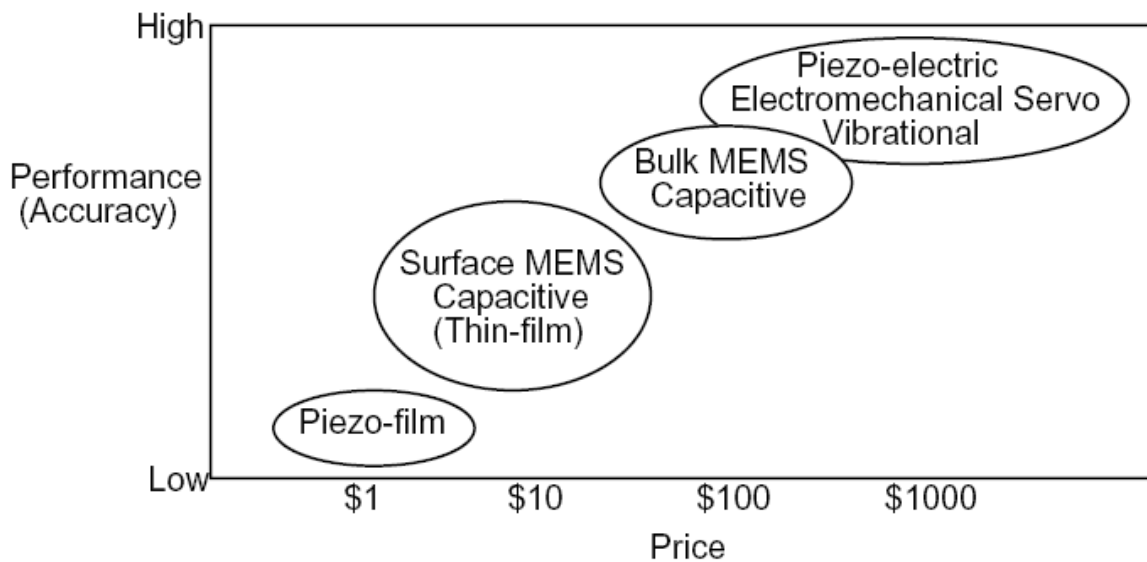 High
Piezo-electric
Electromechanical Servo
Vibrational
Bulk MEMS
Capacitive
Performance
(Accuracy)
Surface MEMS
Capacitive
(Thin-film)
Piezo-film
Low
$1
$10
$100
$1000
Price